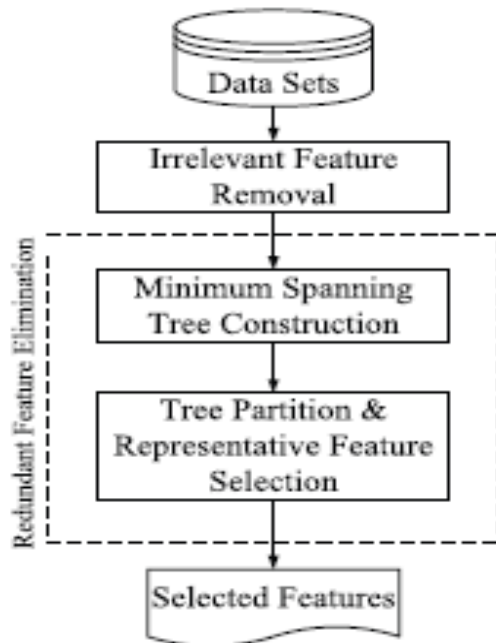 Data Sets
Irrelevant Feature
Removal
Redundant Feature Elimination
Minimum Spanning
Tree Construction
Tree Partition &
Representative Feature
Selection
Selected Features